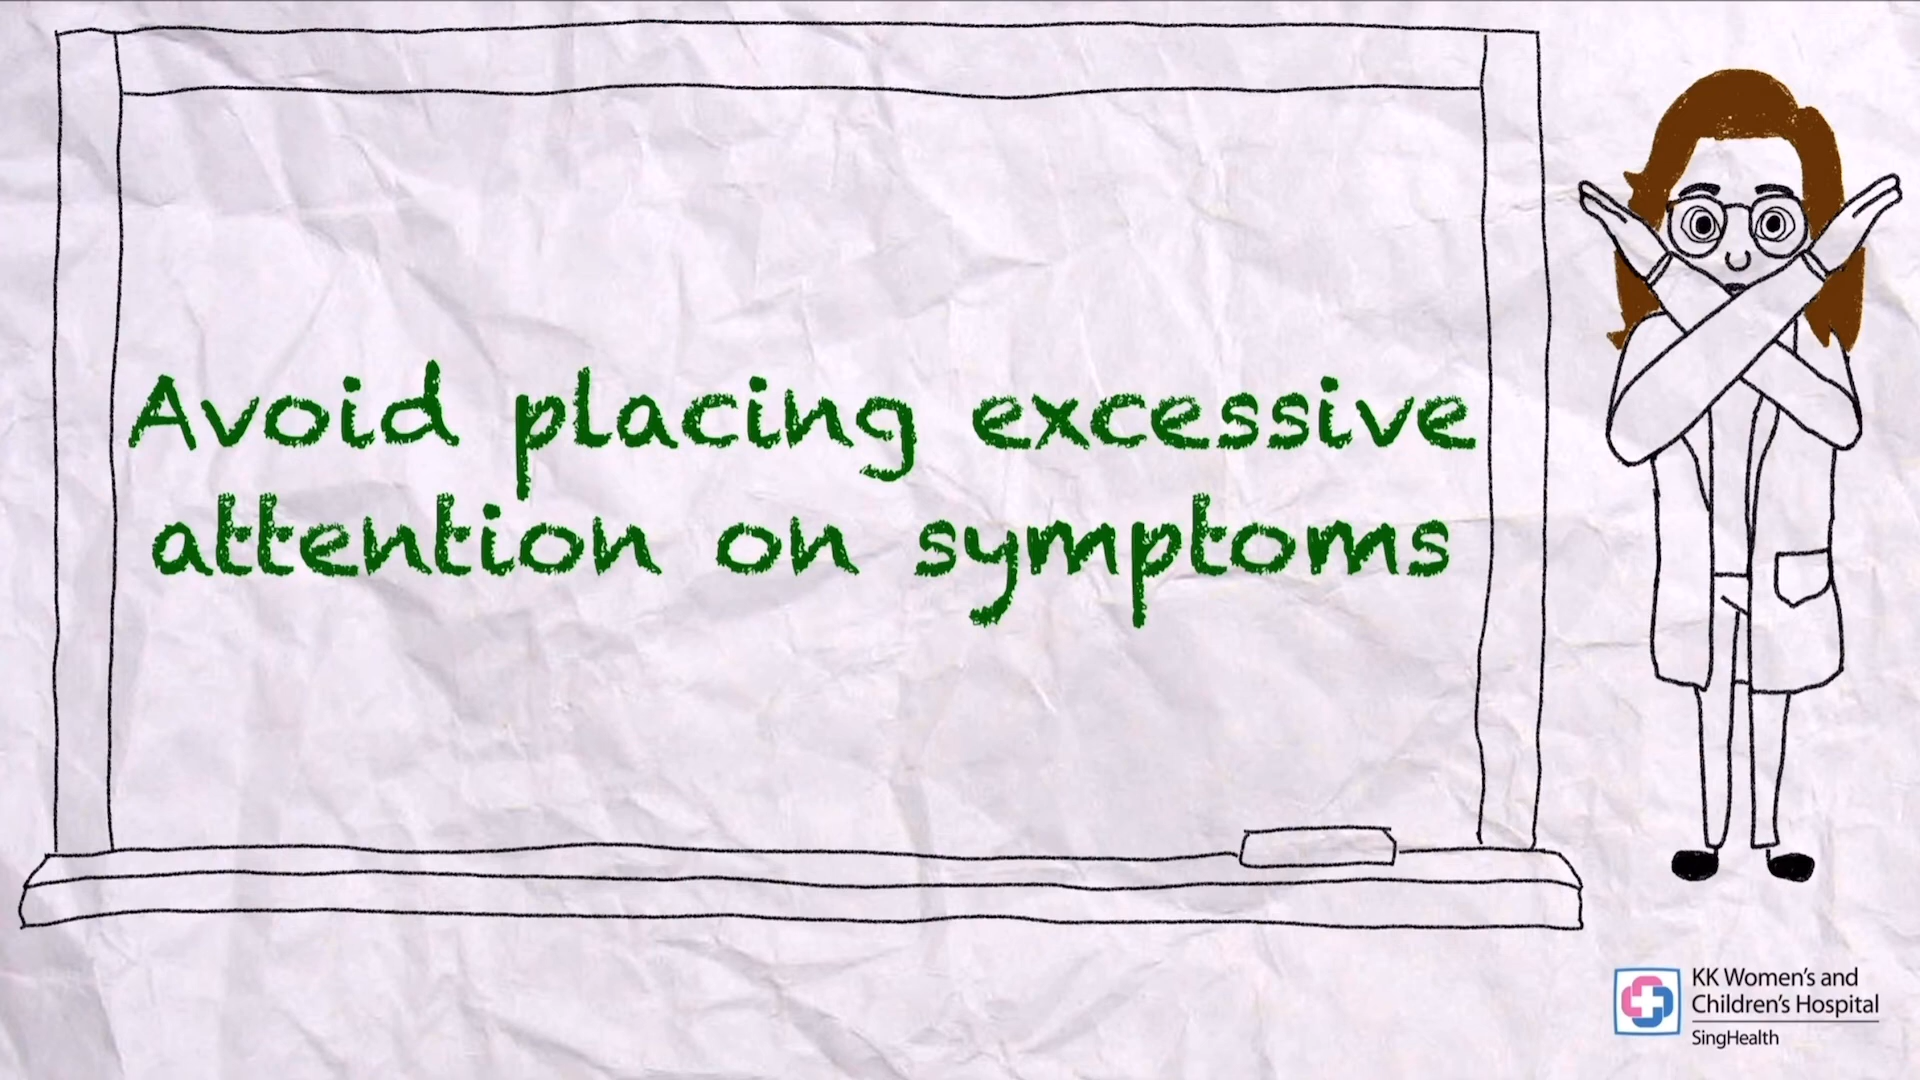 Avoid placing excessive
attention on symptoms
KK Women's and
Children's Hospital
SingHealth